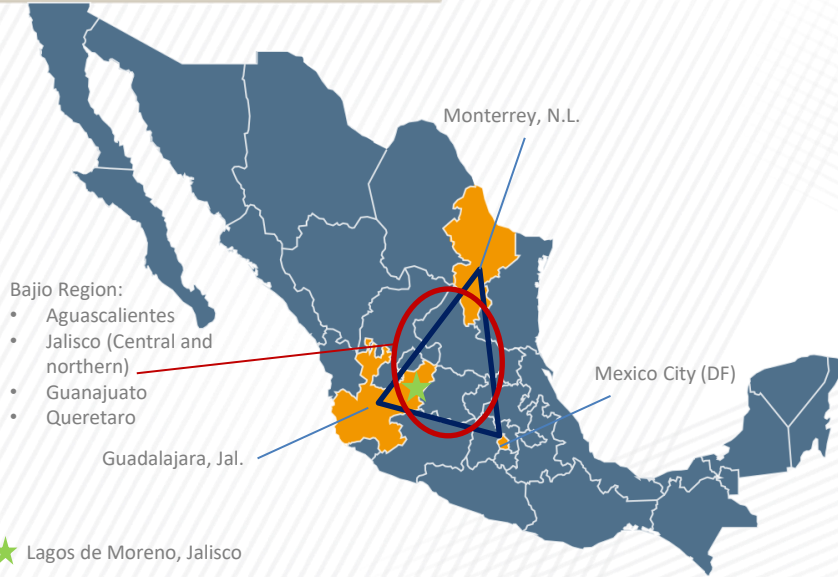 Monterrey, N.L.
Bajio Region:
• Aguascalientes
• Jalisco (Central and
northern)
• Guanajuato
• Queretaro
Mexico City (DF)
Guadalajara, Jal.
Lagos de Moreno, Jalisco